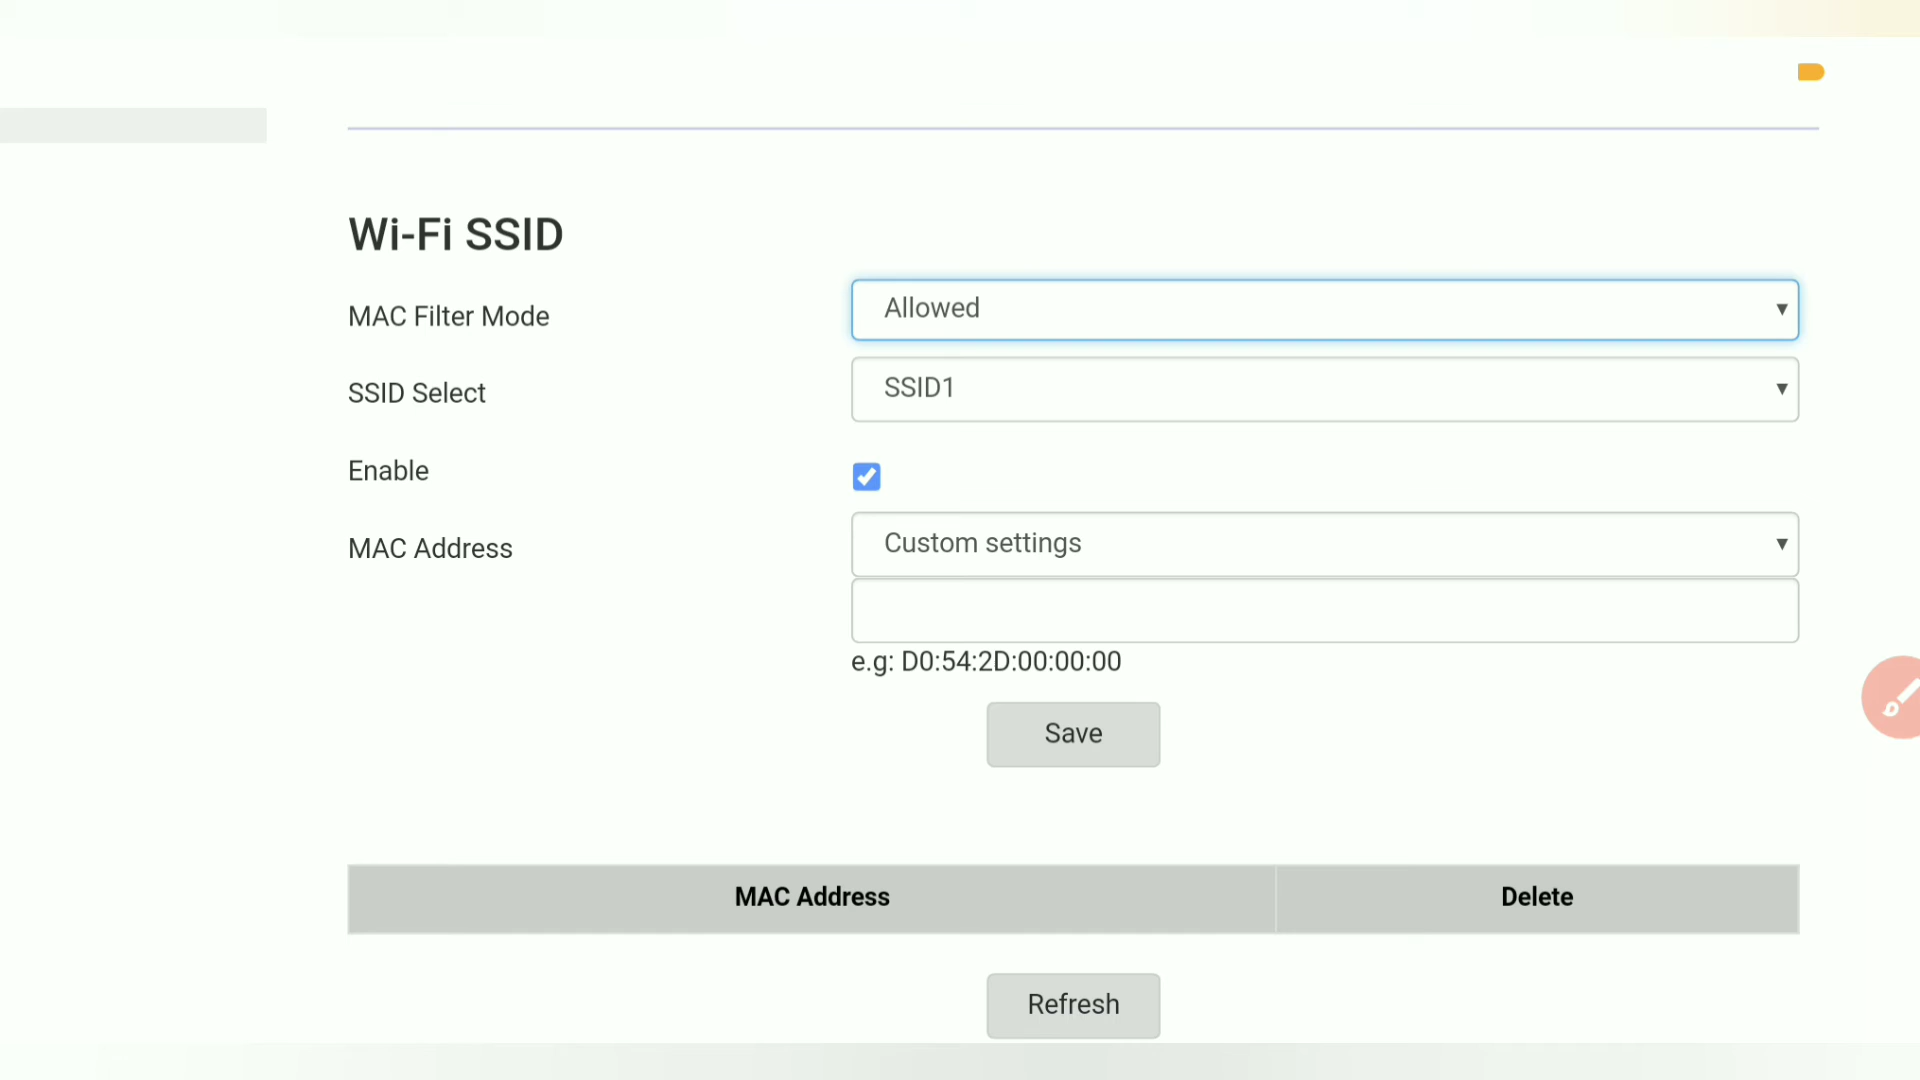 Wi-Fi SSID
MAC Filter Mode
Allowed
SSID Select
SSID1
Enable
MAC Address
Custom settings
e.g: D0:54:2D:00:00:00
Save
MAC Address
Delete
Refresh